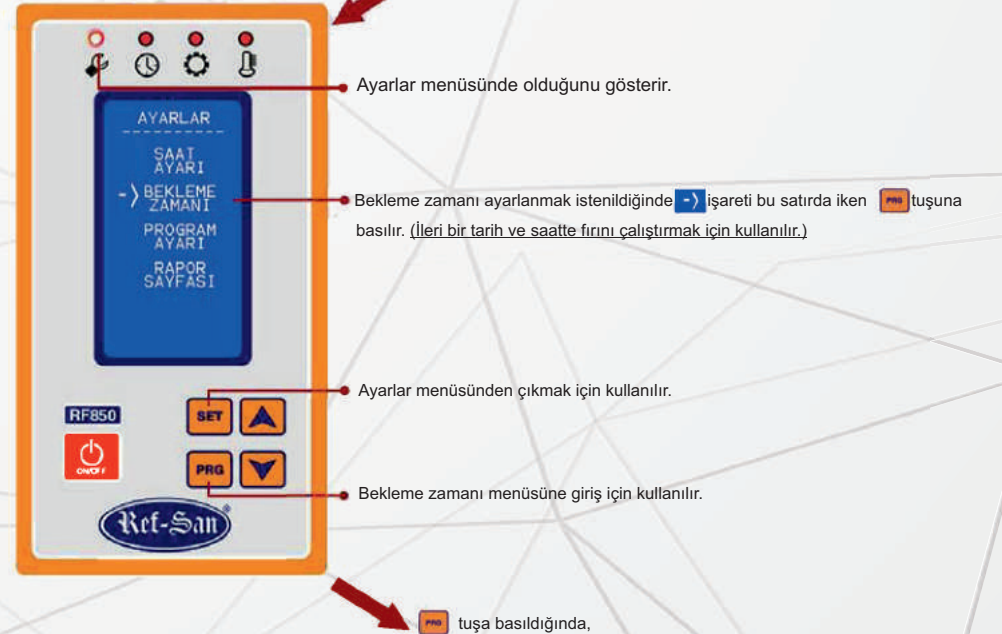 Ayarlar menüsünde olduğunu gösterir.
AYARLAR
SAAT
AYARI
-) BEKLEME
ZAMANI
PROGRAM
AYARI
RAPOR
SAYFASI
Bekleme zamanı ayarlanmak istenildiğinde -) işareti bu satırda iken PRG tuşuna
basılır. (İleri bir tarih ve saatte fırını çalıştırmak için kullanılır.)
Ayarlar menüsünden çıkmak için kullanılır.
RF850
SET
ON/OFF
PRG
Bekleme zamanı menüsüne giriş için kullanılır.
Ref-San®
PRG tuşa basıldığında,